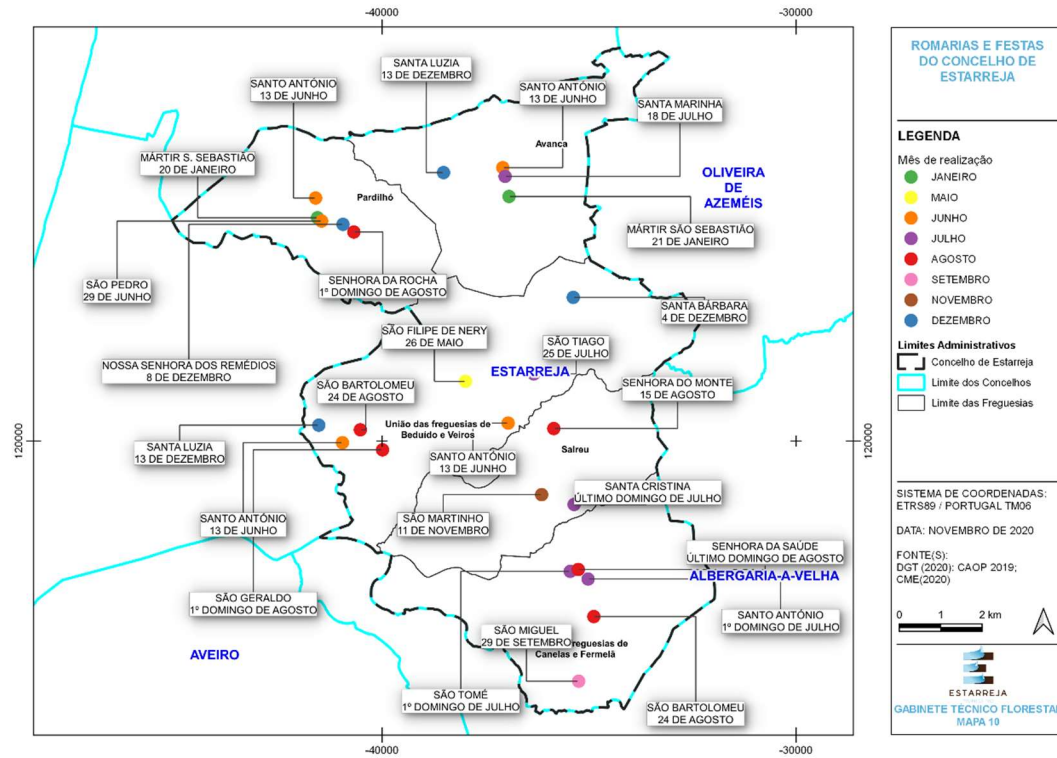 -40000
-30000
SANTA LUZIA
13 DE DEZEMBRO
SANTO ANTÓNIO
13 DE JUNHO
SANTO ANTÓNIO
13 DE JUNHO
SANTA MARINHA
18 DE JULHO
Avanca
MÁRTIR S. SEBASTIÃO
20 DE JANEIRO
OLIVEIRA
DE
AZEMÉIS
Pardilhó
MÁRTIR SÃO SEBASTIÃO
21 DE JANEIRO
SÃO PEDRO
29 DE JUNHO
SENHORA DA ROCHA
1º DOMINGO DE AGOSTO
SANTA BÁRBARA
4 DE DEZEMBRO
SÃO FILIPE DE NERY
26 DE MAIO
SÃO TIAGO
25 DE JULHO
NOSSA SENHORA DOS REMÉDIOS
8 DE DEZEMBRO
ESTARREJA
SÃO BARTOLOMEU
24 DE AGOSTO
SENHORA DO MONTE
15 DE AGOSTO
União das freguesias de
Beduído e Veiros
120000
120000
SANTA LUZIA
13 DE DEZEMBRO
Salreu
SANTO ANTÓNIO
13 DE JUNHO
SANTA CRISTINA
ÚLTIMO DOMINGO DE JULHO
SANTO ANTÓNIO
13 DE JUNHO
SÃO MARTINHO
11 DE NOVEMBRO
SENHORA DA SAÚDE
ÚLTIMO DOMINGO DE AGOSTO
ALBERGARIA-A-VELHA
SÃO GERALDO
1º DOMINGO DE AGOSTO
SANTO ANTÓNIO
1º DOMINGO DE JULHO
SÃO MIGUEL
29 DE SETEMBRO
freguesias de
Canelas e Fermelã
AVEIRO
SÃO TOMÉ
1º DOMINGO DE JULHO
SÃO BARTOLOMEU
24 DE AGOSTO
-40000
-30000
ROMARIAS E FESTAS
DO CONCELHO DE
ESTARREJA
LEGENDA
Mês de realização
JANEIRO
MAIO
JUNHO
JULHO
AGOSTO
SETEMBRO
NOVEMBRO
DEZEMBRO
Limites Administrativos
Concelho de Estarreja
Limite dos Concelhos
Limite das Freguesias
SISTEMA DE COORDENADAS:
ETRS89 / PORTUGAL TM06
DATA: NOVEMBRO DE 2020
FONTE(S):
DGT (2020): CAOP 2019;
CME(2020)
0 1 2 km
ESTARREJA
GABINETE TÉCNICO FLORESTAL
MAPA 10